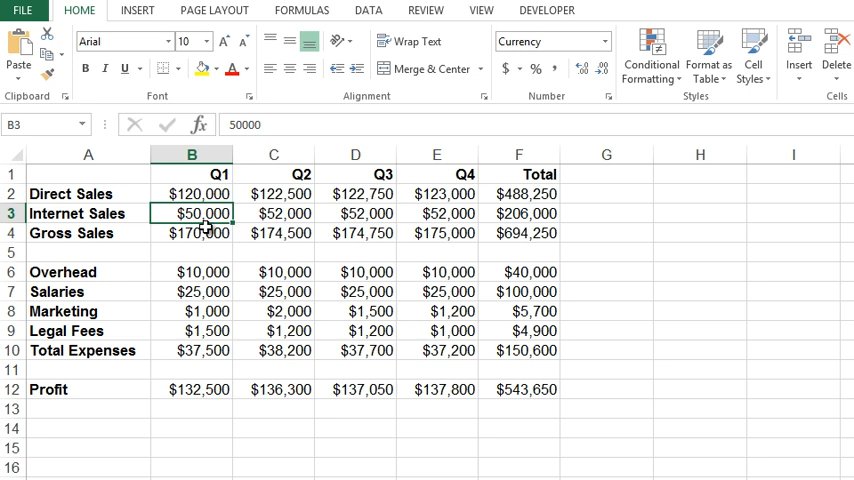 FILE HOME INSERT PAGE LAYOUT FORMULAS DATA REVIEW VIEW DEVELOPER
Arial 10 A A Wrap Text Currency
Paste B I U A Merge & Center $ % , Conditional Formatting Format as Table Cell Styles Insert Delete
Clipboard Font Alignment Number Styles Cells
B3 fx 50000
A B C D E F G H I
1 Q1 Q2 Q3 Q4 Total
2 Direct Sales $120,000 $122,500 $122,750 $123,000 $488,250
3 Internet Sales $50,000 $52,000 $52,000 $52,000 $206,000
4 Gross Sales $170,000 $174,500 $174,750 $175,000 $694,250
5
6 Overhead $10,000 $10,000 $10,000 $10,000 $40,000
7 Salaries $25,000 $25,000 $25,000 $25,000 $100,000
8 Marketing $1,000 $2,000 $1,500 $1,200 $5,700
9 Legal Fees $1,500 $1,200 $1,200 $1,000 $4,900
10 Total Expenses $37,500 $38,200 $37,700 $37,200 $150,600
11
12 Profit $132,500 $136,300 $137,050 $137,800 $543,650
13
14
15
16